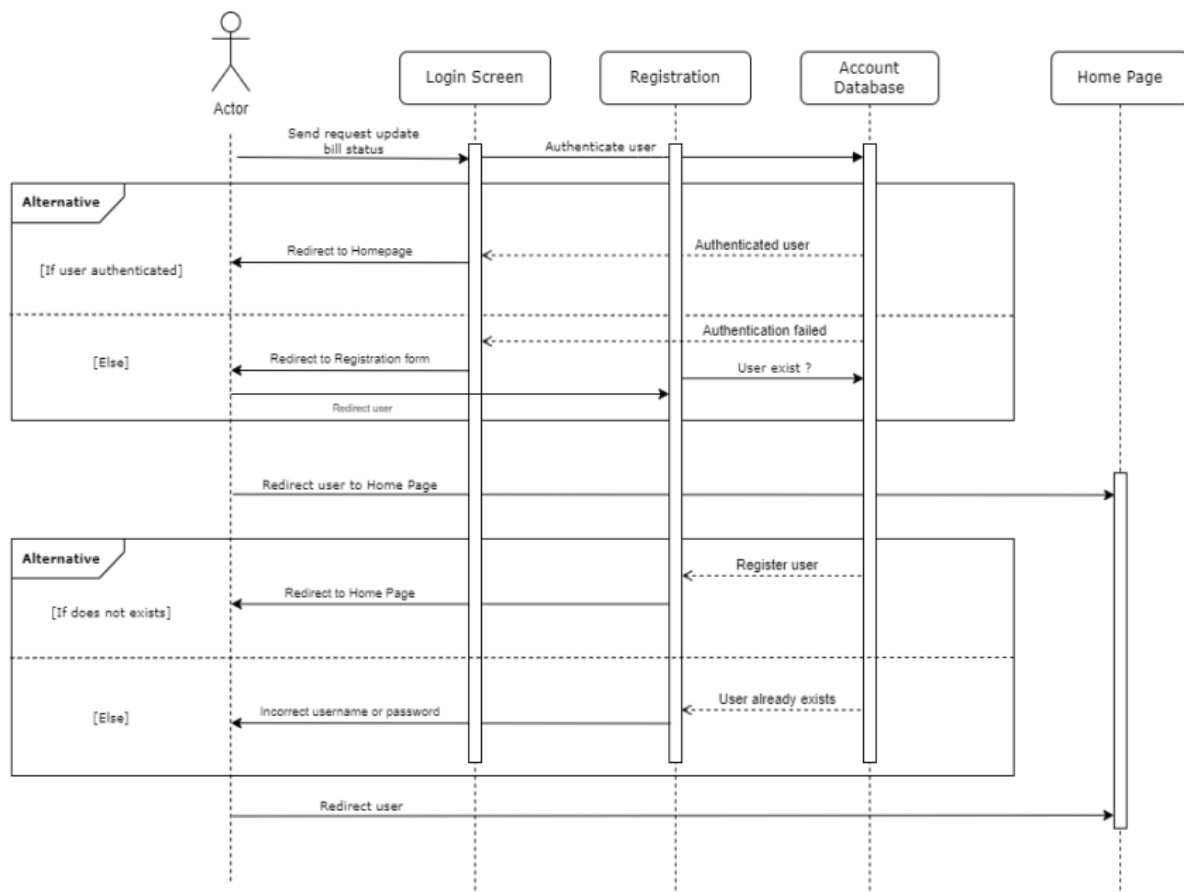 Actor
Login Screen
Registration
Account
Database
Home Page
Send request update
bill status
Authenticate user
Alternative
Authenticated user
Redirect to Homepage
[If user authenticated]
Authentication failed
[Else]
Redirect to Registration form
User exist ?
Redirect user
Redirect user to Home Page
Alternative
Register user
Redirect to Home Page
[If does not exists]
User already exists
Incorrect username or password
[Else]
Redirect user